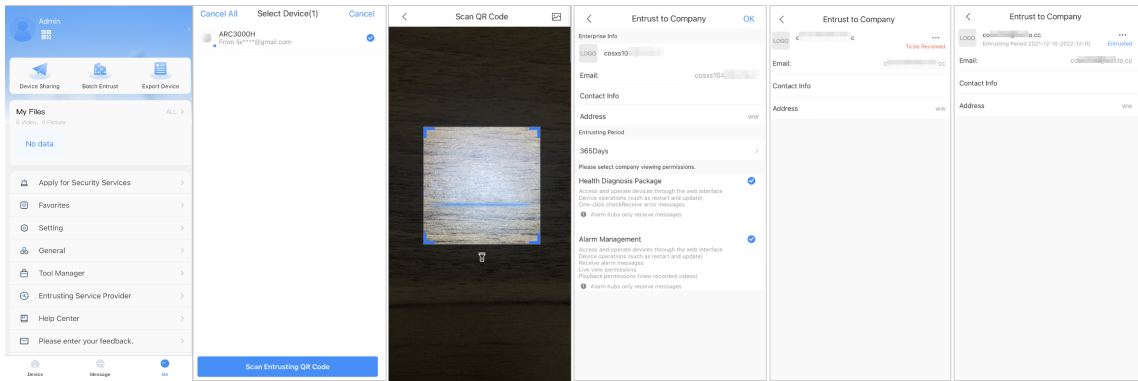 Admin
Device Sharing
Batch Entrust
Export Device
My Files
ALL >
0 Video, 0 Picture
No data
Apply for Security Services
Favorites
Setting
General
Tool Manager
Entrusting Service Provider
Help Center
Please enter your feedback.
Device
Message
Me
Cancel All
Select Device(1)
Cancel
ARC3000H
From lix****@gmail.com
Scan Entrusting QR Code
Scan QR Code
Entrust to Company
OK
Enterprise Info
LOGO
cosxs104
Email:
cosxs104
Contact Info
Address
ww
Entrusting Period
365Days
Please select company viewing permissions.
Health Diagnosis Package
Access and operate devices through the web interface
Device operations (such as restart and update)
One-click checkReceive error messages
Alarm hubs only receive messages
Alarm Management
Access and operate devices through the web interface
Device operations (such as restart and update)
Receive alarm messages
Live view permissions
Playback permissions (view recorded videos)
Alarm hubs only receive messages
Entrust to Company
LOGO
c
c
...
To be Reviewed
Email:
c
cc
Contact Info
Address
ww
Entrust to Company
LOGO
o.cc
...
Entrusting Period:2021-12-10-2022-12-10
Entrusted
Email:
to.cc
Contact Info
Address
ww